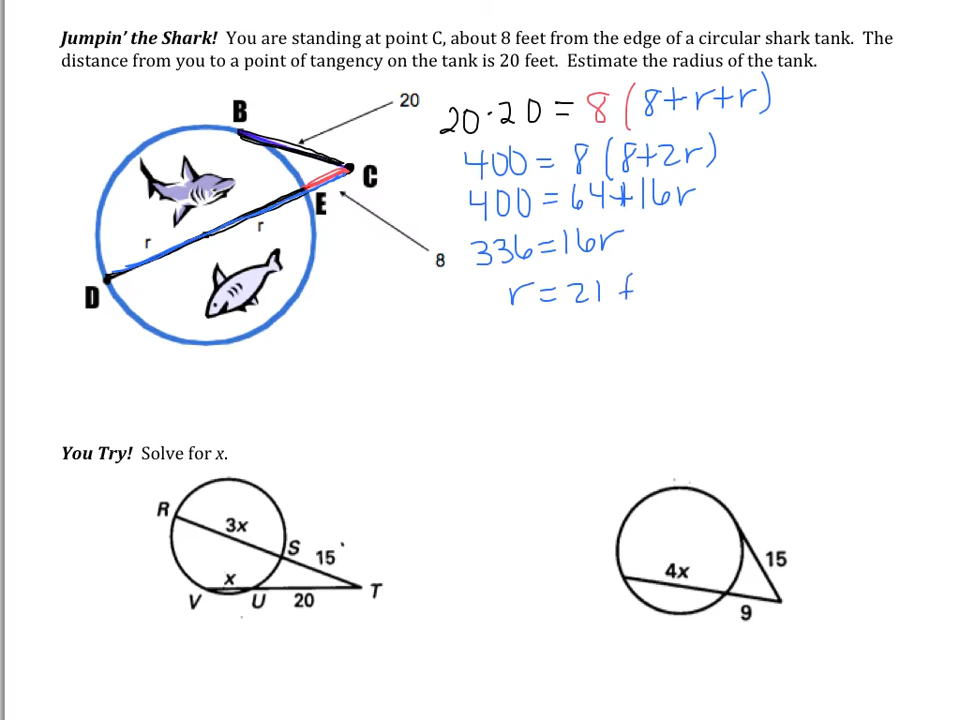 Jumpin' the Shark! You are standing at point C, about 8 feet from the edge of a circular shark tank. The
distance from you to a point of tangency on the tank is 20 feet. Estimate the radius of the tank.
B
20
C
E
r
r
8
D
20·20 = 8 (8+r+r)
400 = 8 (8+2r)
400 = 64+16r
336=16r
r = 21 f
You Try! Solve for x.
R
3x
S
15
x
V
U
20
T
15
4x
9